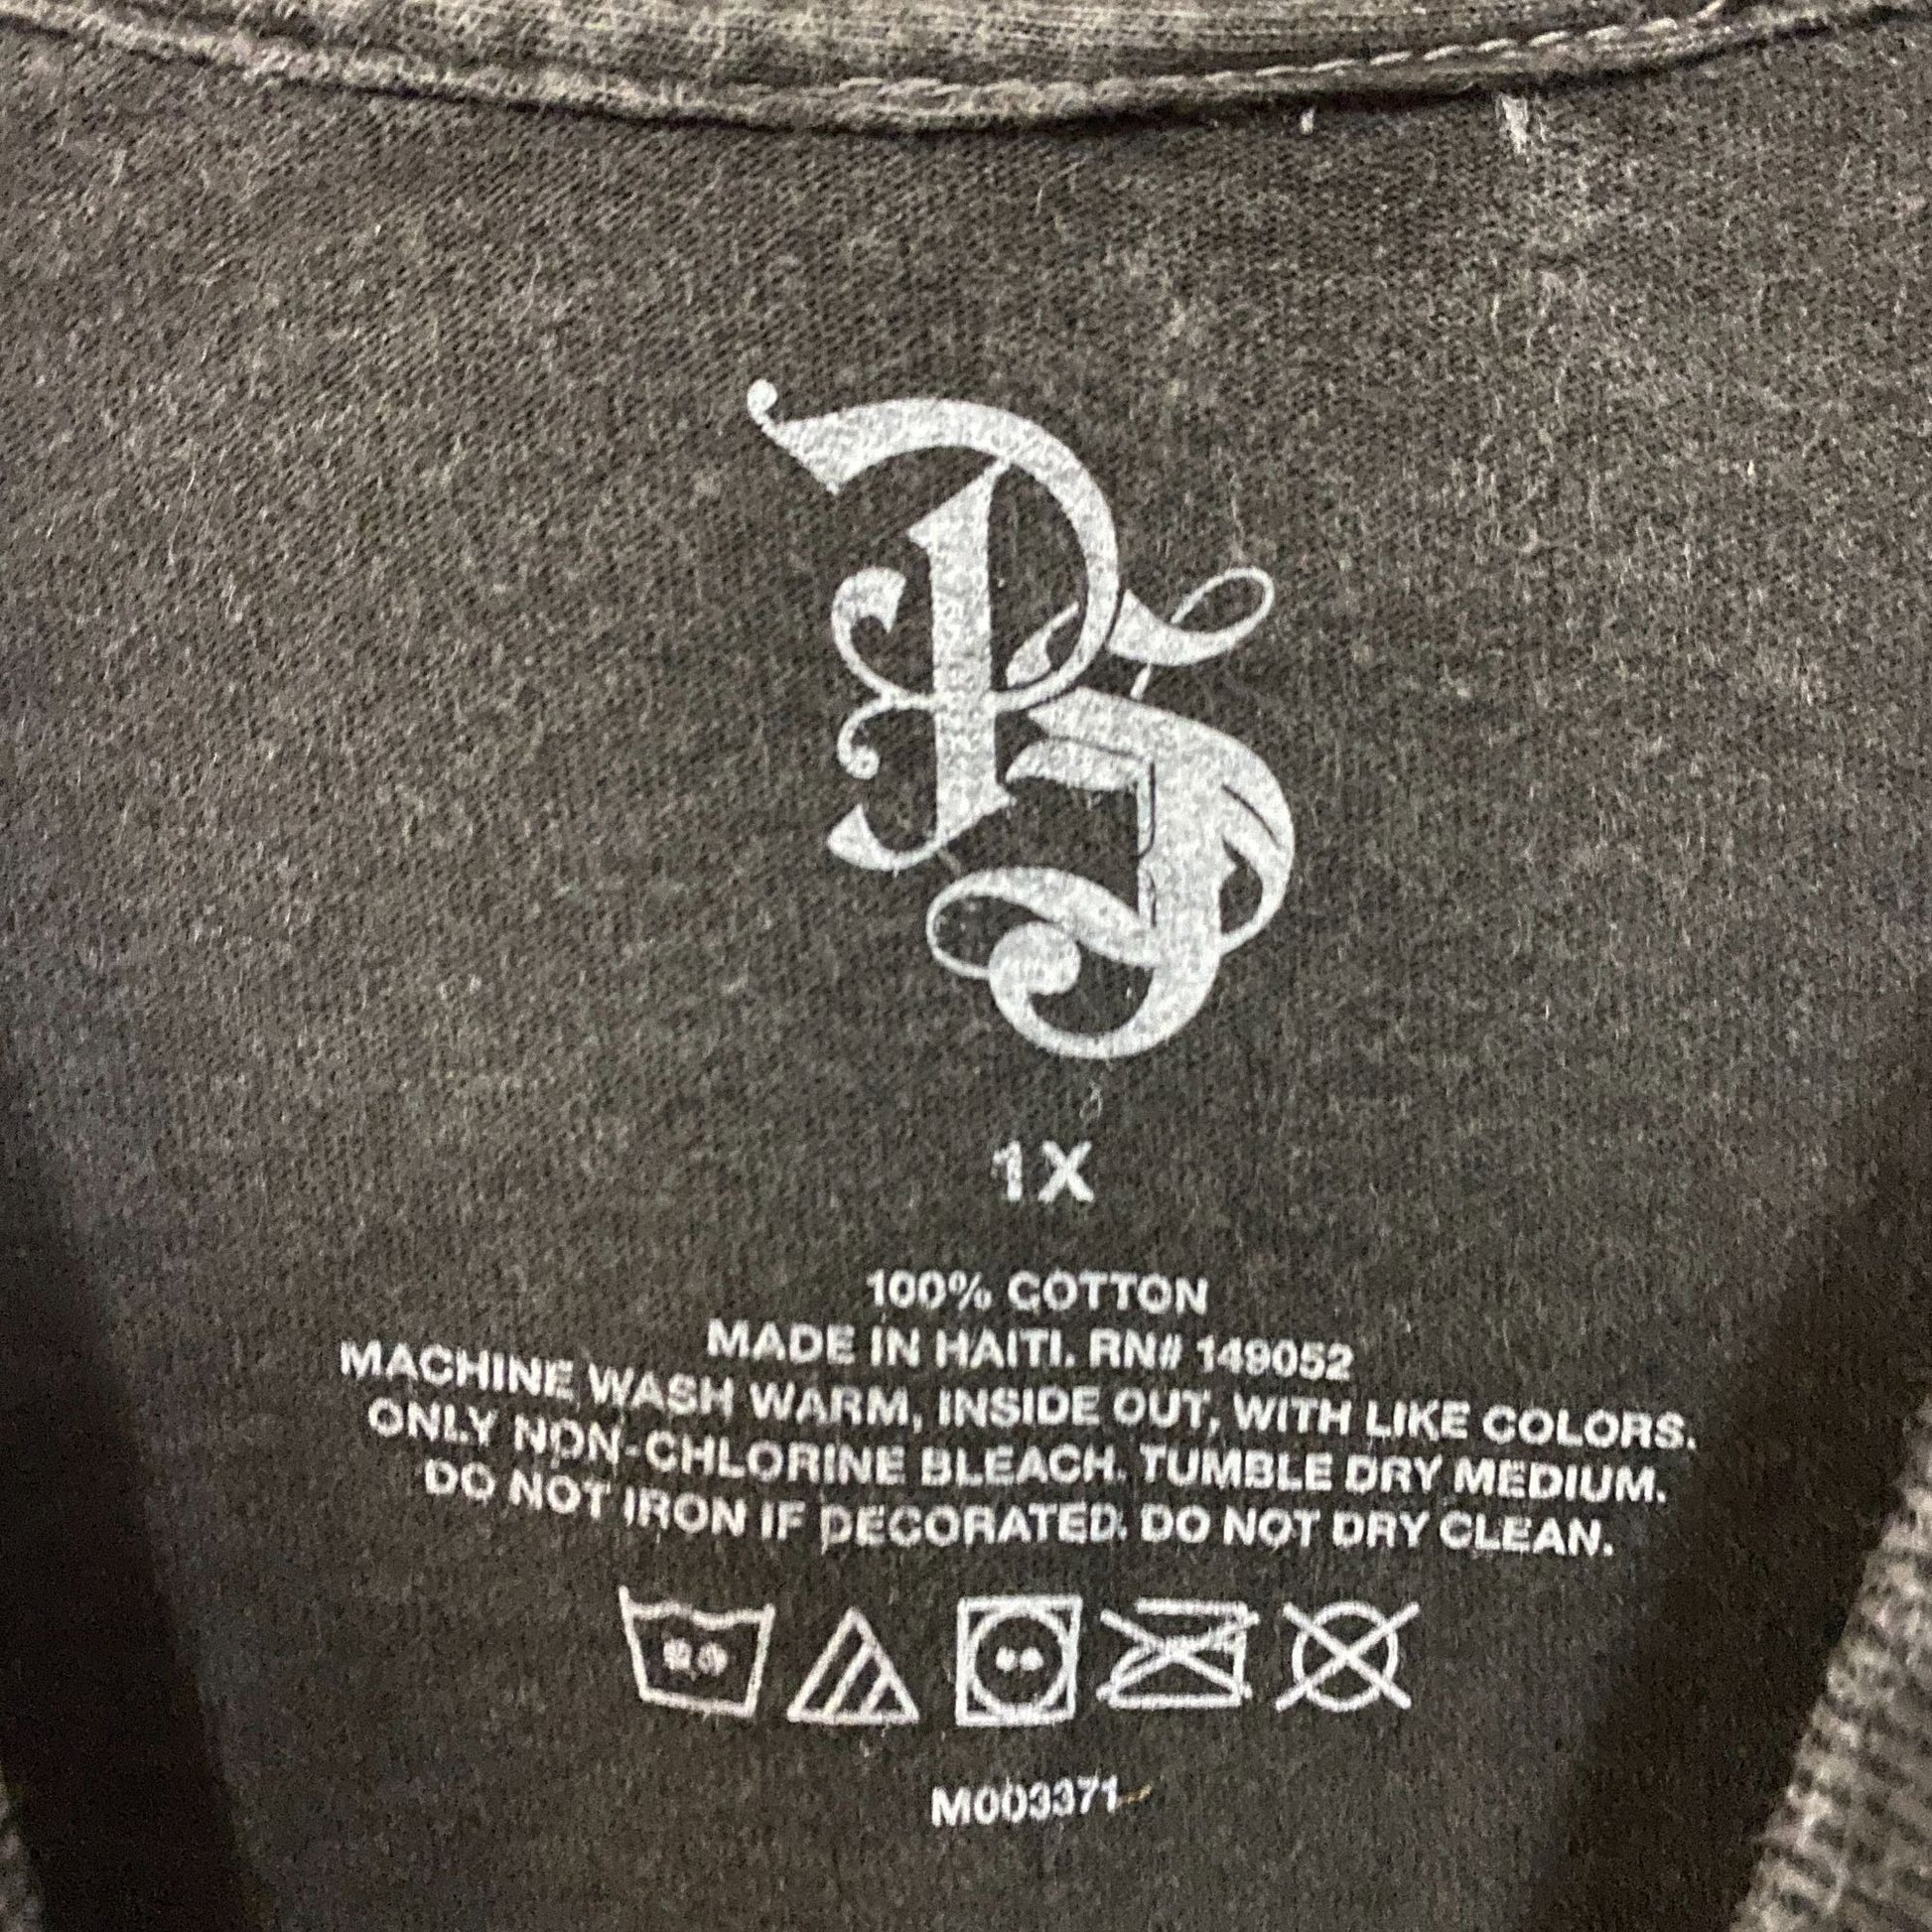 PS
1X
100% COTTON
MADE IN HAITI. RN# 149052
MACHINE WASH WARM, INSIDE OUT, WITH LIKE COLORS.
ONLY NON-CHLORINE BLEACH. TUMBLE DRY MEDIUM.
DO NOT IRON IF DECORATED. DO NOT DRY CLEAN.
M003371